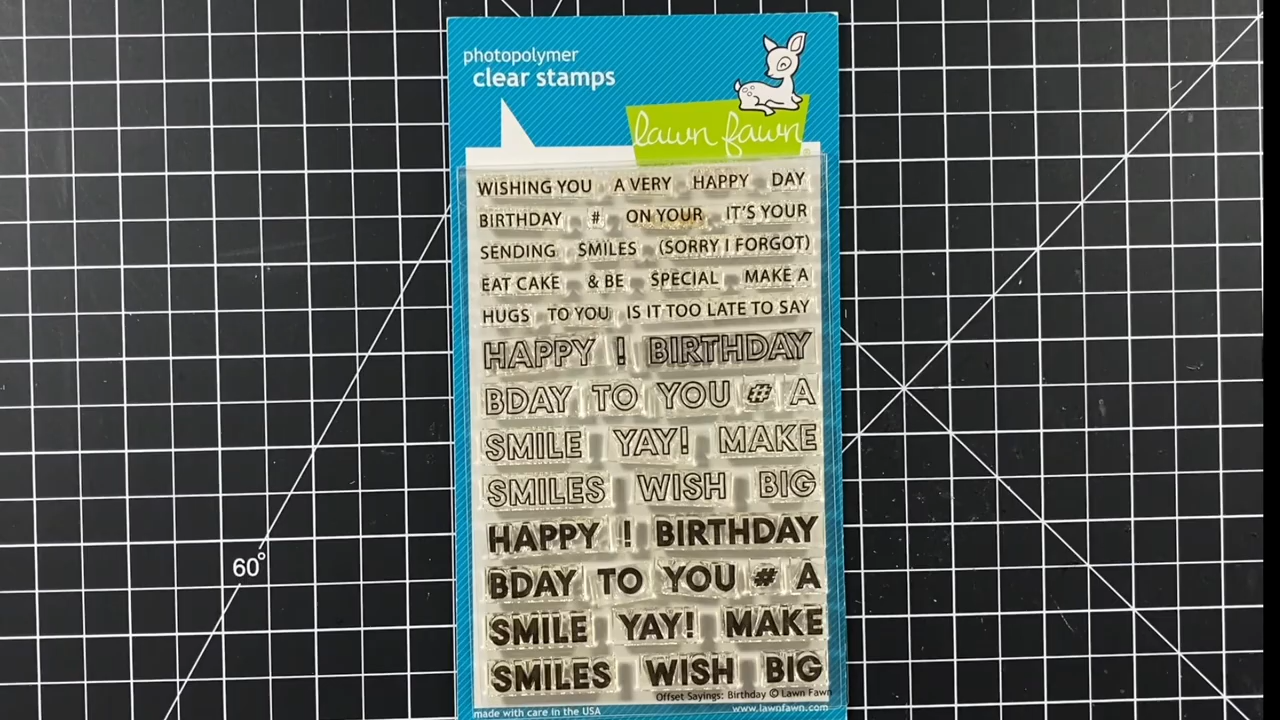 photopolymer
clear stamps
lawn fawn
WISHING YOU A VERY HAPPY DAY
BIRTHDAY # ON YOUR IT'S YOUR
SENDING SMILES (SORRY I FORGOT)
EAT CAKE & BE SPECIAL MAKE A
HUGS TO YOU IS IT TOO LATE TO SAY
HAPPY ! BIRTHDAY
BDAY TO YOU # A
SMILE YAY! MAKE
SMILES WISH BIG
HAPPY ! BIRTHDAY
BDAY TO YOU # A
SMILE YAY! MAKE
SMILES WISH BIG
Offset Sayings: Birthday © Lawn Fawn
made with care in the USA www.lawnfawn.com
60°